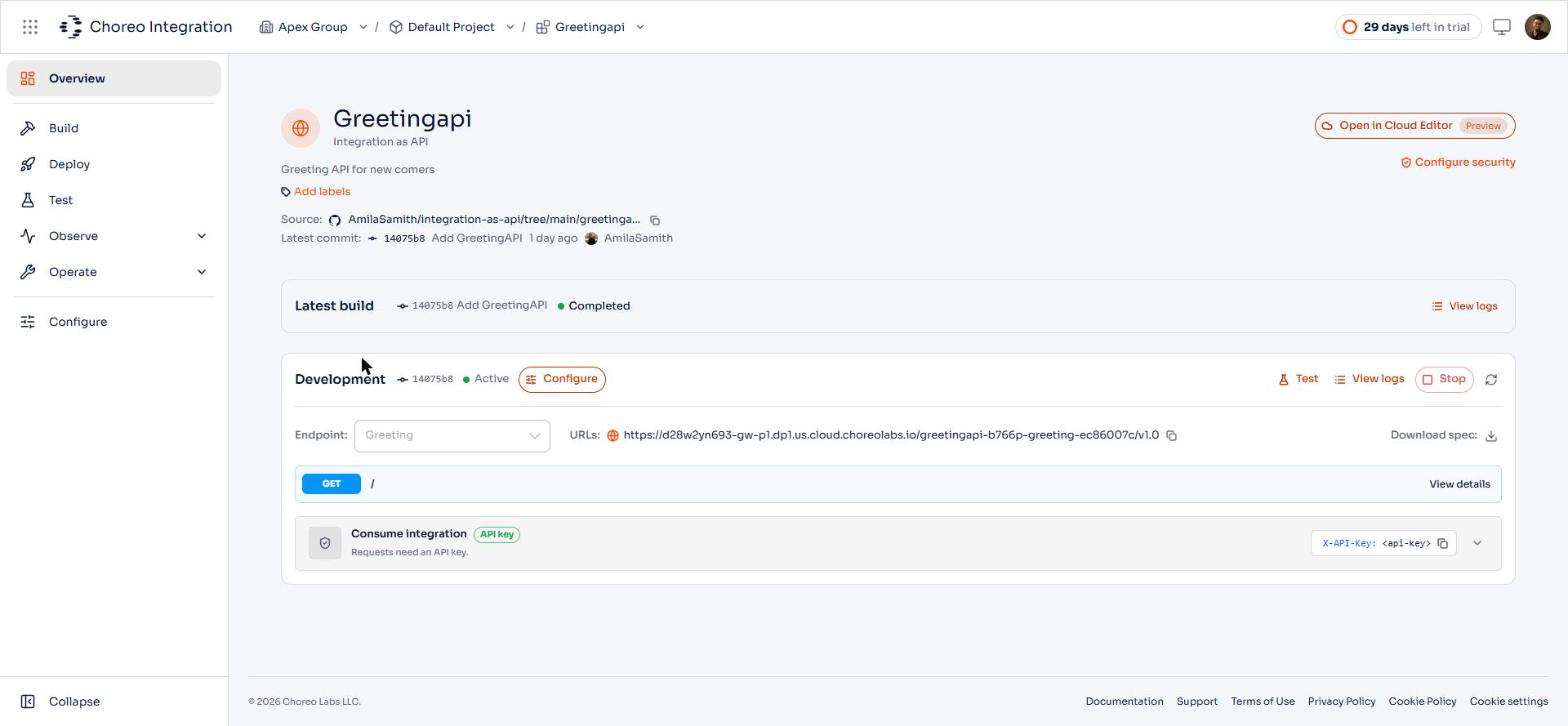 Choreo Integration Apex Group / Default Project / Greetingapi 29 days left in trial
Overview
Build
Deploy
Test
Observe
Operate
Configure
Collapse
Greetingapi
Integration as API
Open in Cloud Editor Preview
Configure security
Greeting API for new comers
Add labels
Source: AmilaSamith/integration-as-api/tree/main/greetinga...
Latest commit: 14075b8 Add GreetingAPI 1 day ago AmilaSamith
Latest build 14075b8 Add GreetingAPI Completed View logs
Development 14075b8 Active Configure Test View logs Stop
Endpoint: Greeting URLs: https://d28w2yn693-gw-p1.dp1.us.cloud.choreolabs.io/greetingapi-b766p-greeting-ec86007c/v1.0 Download spec:
GET / View details
Consume integration API key
Requests need an API key.
X-API-Key: <api-key>
© 2026 Choreo Labs LLC. Documentation Support Terms of Use Privacy Policy Cookie Policy Cookie settings